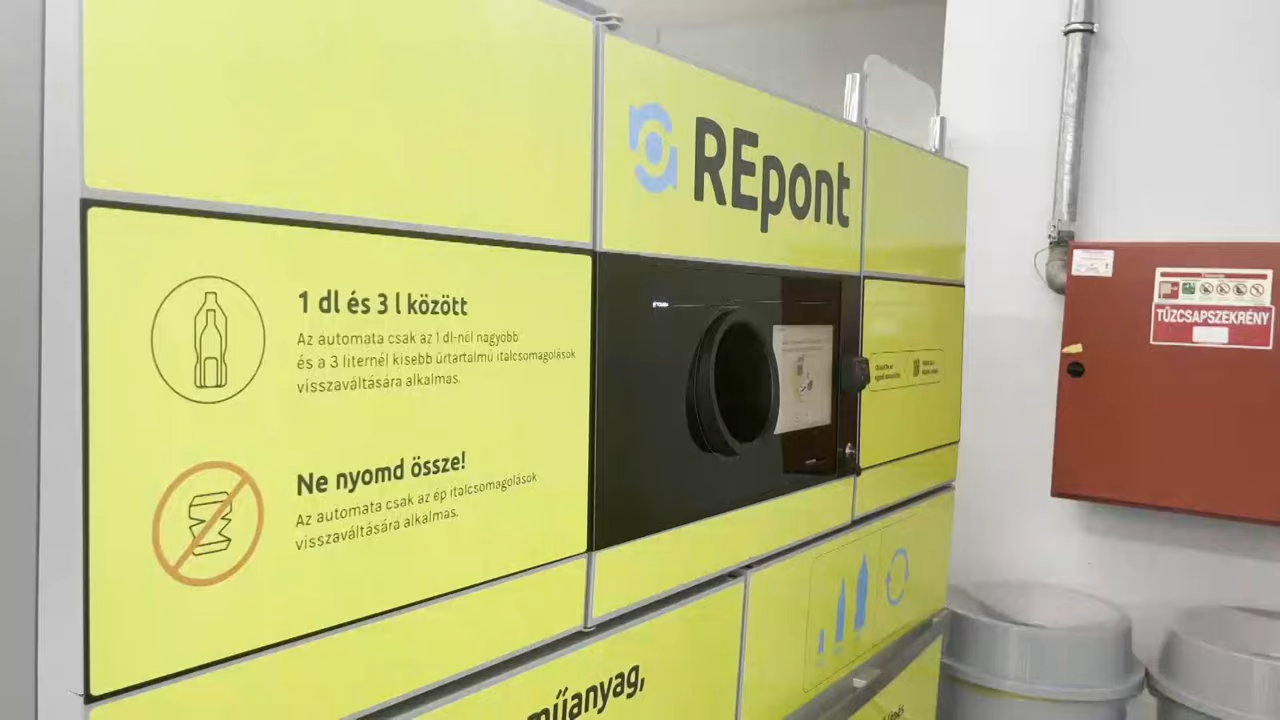 REpont
1 dl és 3 l között
Az automata csak az 1 dl-nél nagyobb
és a 3 liternél kisebb űrtartalmú italcsomagolások
visszaváltására alkalmas.
Ne nyomd össze!
Az automata csak az ép italcsomagolások
visszaváltására alkalmas.
műanyag,
TŰZCSAPSZEKRÉNY